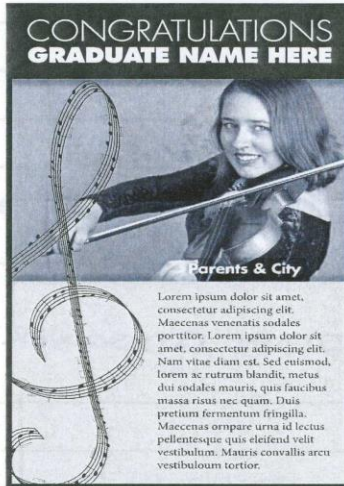 CONGRATULATIONS
GRADUATE NAME HERE
Parents & City
Lorem ipsum dolor sit amet,
consectetur adipiscing elit.
Maecenas venenatis sodales
porttitor. Lorem ipsum dolor sit
amet, consectetur adipiscing elit.
Nam vitae diam est. Sed euismod,
lorem ac rutrum blandit, metus
dui sodales mauris, quis faucibus
massa risus nec quam. Duis
pretium fermentum fringilla.
Maecenas ornpare urna id lectus
pellentesque quis eleifend velit
vestibulum. Mauris convallis arcu
vestibuloum tortior.